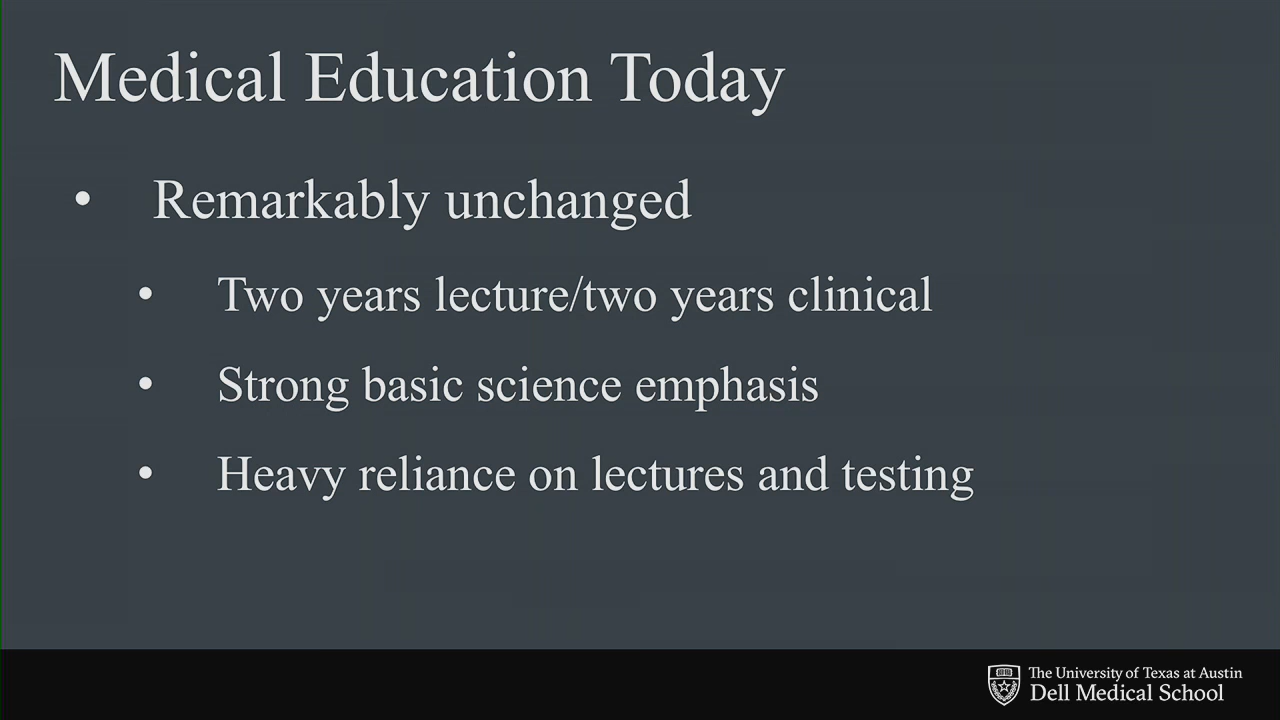 Medical Education Today
• Remarkably unchanged
• Two years lecture/two years clinical
• Strong basic science emphasis
• Heavy reliance on lectures and testing
The University of Texas at Austin
Dell Medical School